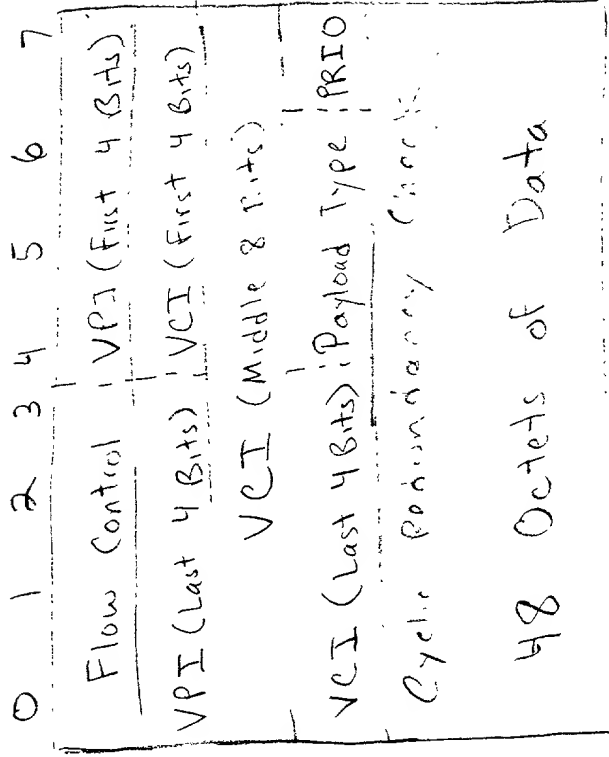 0 1 2 3 4 5 6 7
Flow Control VPI (First 4 Bits)
VPI (Last 4 Bits) VCI (First 4 Bits)
VCI (Middle 8 Bits)
VCI (Last 4 Bits) Payload Type PRIO
Cyclic Redundancy Check
48 Octets of Data